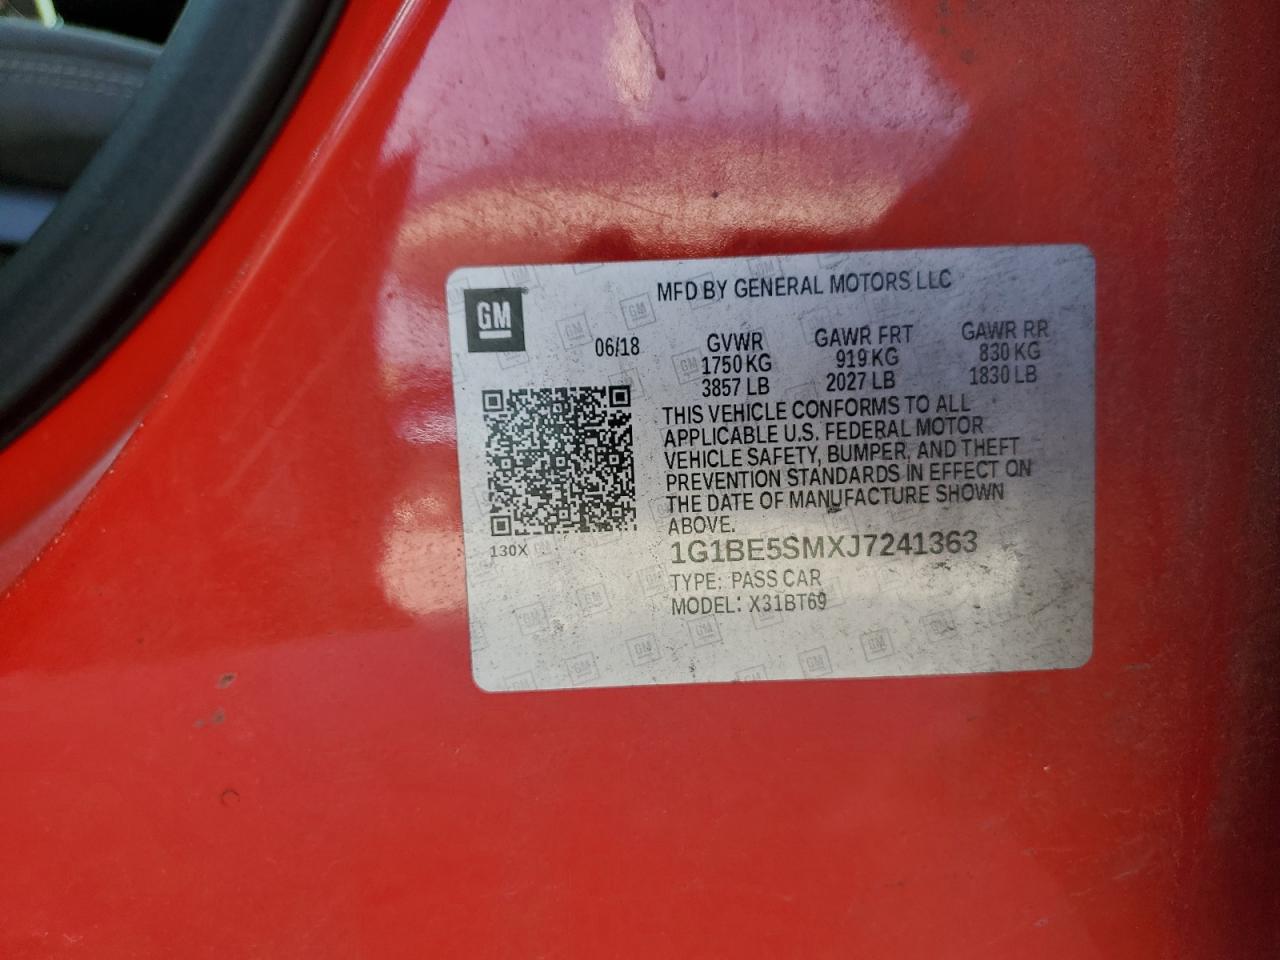 MFD BY GENERAL MOTORS LLC
GM
06/18
GVWR
1750 KG
3857 LB
GAWR FRT
919 KG
2027 LB
GAWR RR
830 KG
1830 LB
THIS VEHICLE CONFORMS TO ALL
APPLICABLE U.S. FEDERAL MOTOR
VEHICLE SAFETY, BUMPER, AND THEFT
PREVENTION STANDARDS IN EFFECT ON
THE DATE OF MANUFACTURE SHOWN
ABOVE.
130X
1G1BE5SMXJ7241363
TYPE: PASS CAR
MODEL: X31BT69